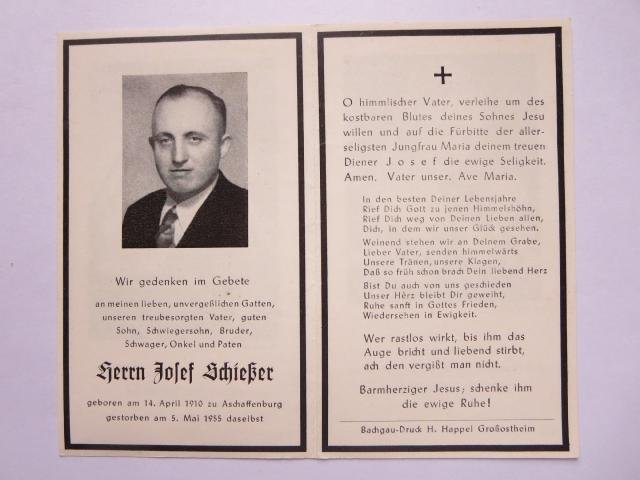 Wir gedenken im Gebete
an meinen lieben, unvergeßlichen Gatten,
unseren treubesorgten Vater, guten
Sohn, Schwiegersohn, Bruder,
Schwager, Onkel und Paten
Herrn Josef Schießer
geboren am 14. April 1910 zu Aschaffenburg
gestorben am 5. Mai 1955 daselbst
O himmlischer Vater, verleihe um des
kostbaren Blutes deines Sohnes Jesu
willen und auf die Fürbitte der aller-
seligsten Jungfrau Maria deinem treuen
Diener Josef die ewige Seligkeit.
Amen. Vater unser. Ave Maria.
In den besten Deiner Lebensjahre
Rief Dich Gott zu jenen Himmelshöhn,
Rief Dich weg von Deinen Lieben allen,
Dich, in dem wir unser Glück gesehen.
Weinend stehen wir an Deinem Grabe,
Lieber Vater, senden himmelwärts
Unsere Tränen, unsere Klagen,
Daß so früh schon brach Dein liebend Herz
Bist Du auch von uns geschieden
Unser Herz bleibt Dir geweiht,
Ruhe sanft in Gottes Frieden,
Wiedersehen in Ewigkeit.
Wer rastlos wirkt, bis ihm das
Auge bricht und liebend stirbt,
ach den vergißt man nicht.
Barmherziger Jesus; schenke ihm
die ewige Ruhe!
Bachgau-Druck H. Happel Großostheim